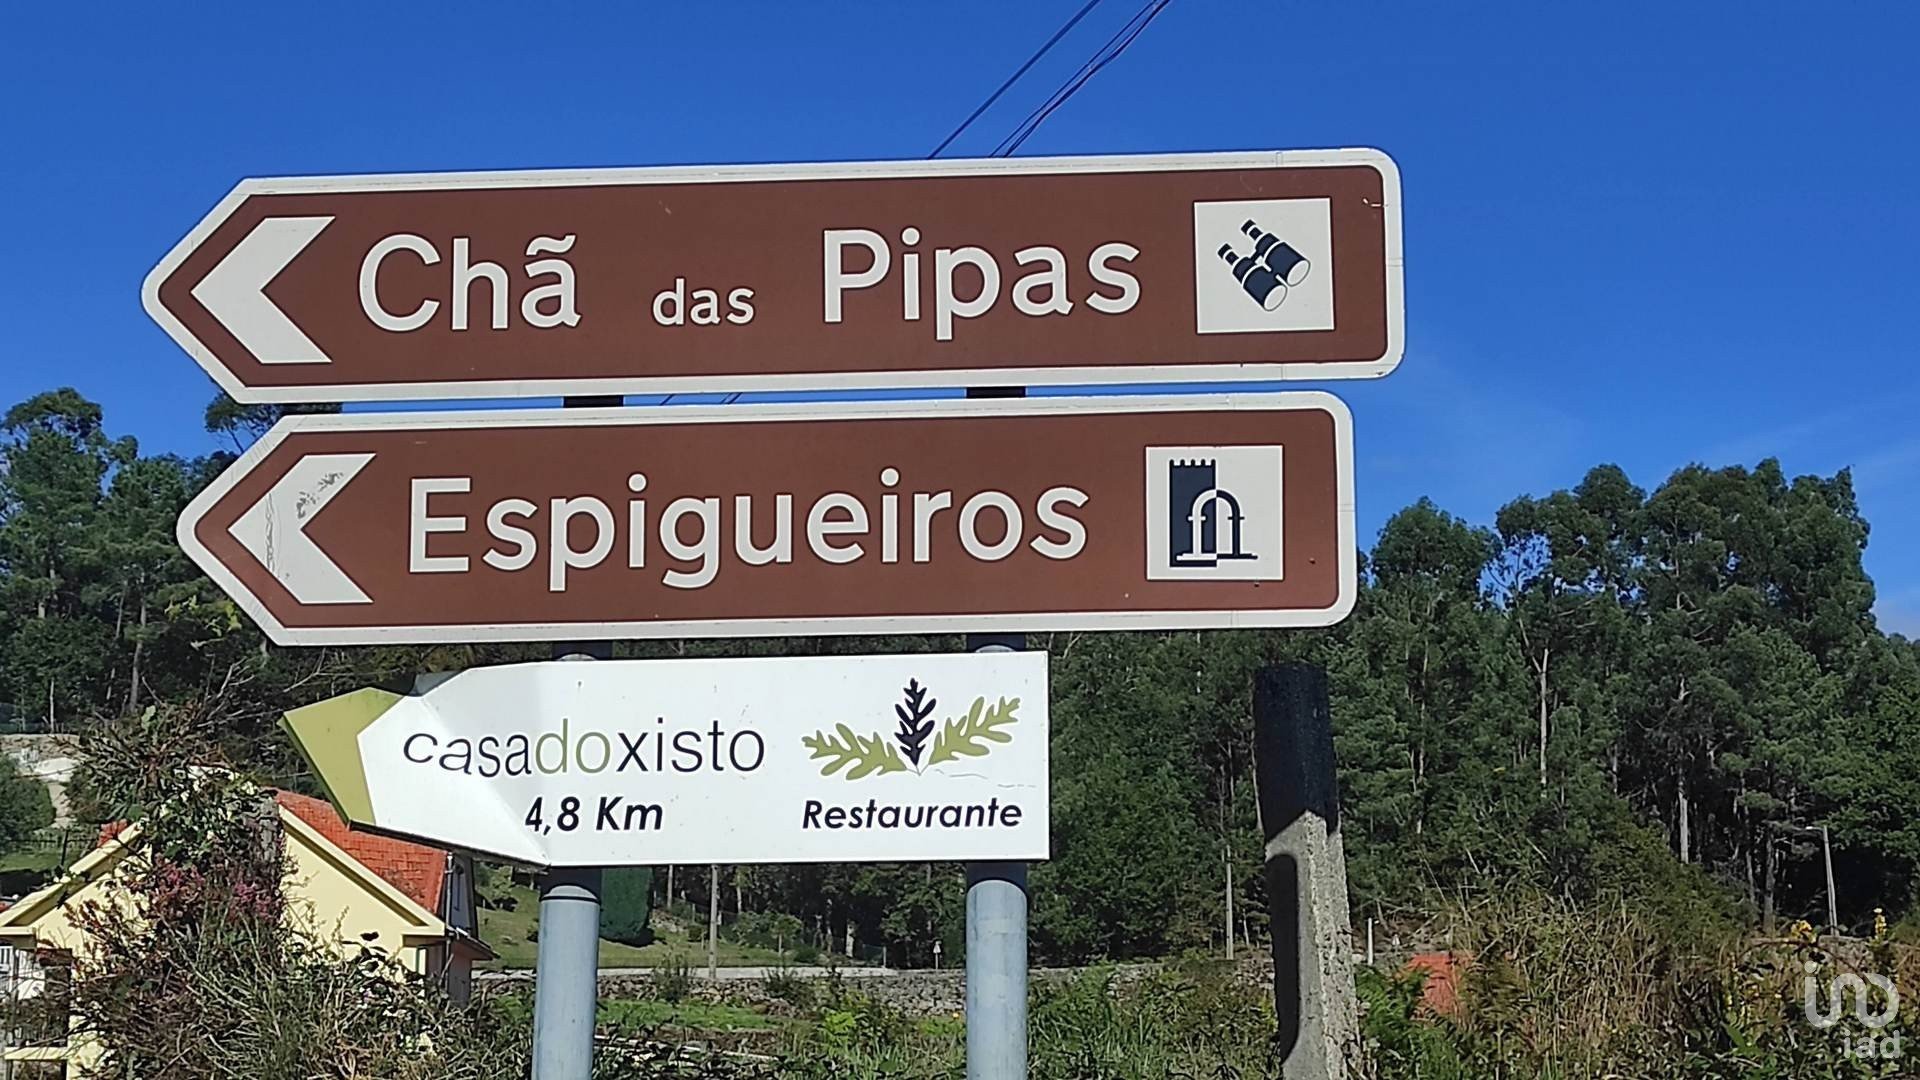 Chã das Pipas
Espigueiros
casadoxisto
4,8 Km
Restaurante
iad